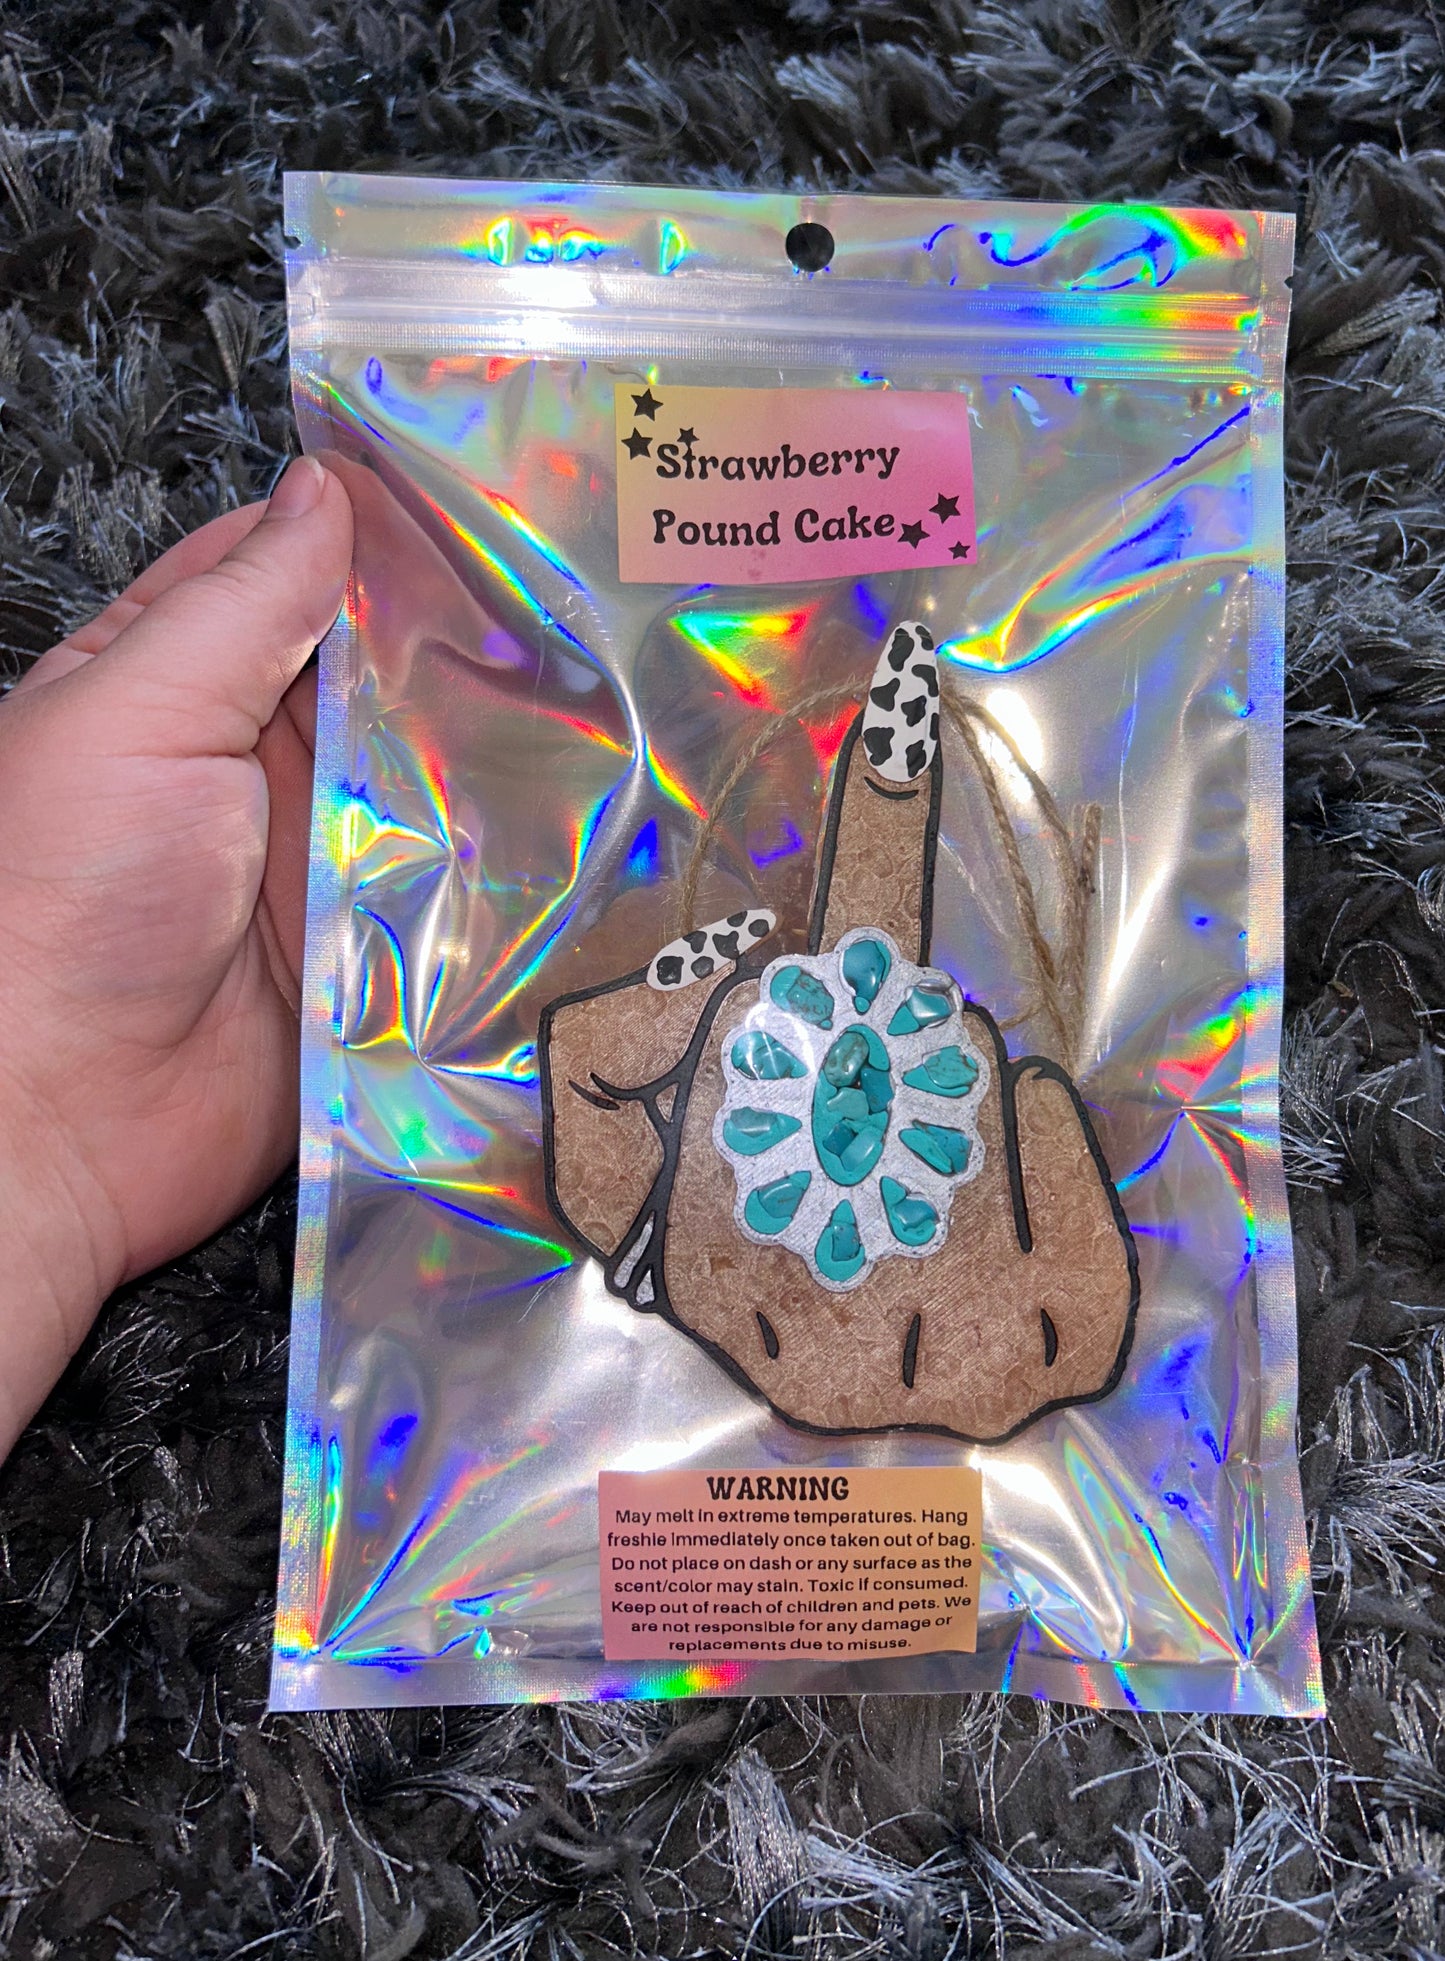 Strawberry
Pound Cake
WARNING
May melt in extreme temperatures. Hang
freshie immediately once taken out of bag.
Do not place on dash or any surface as the
scent/color may stain. Toxic if consumed.
Keep out of reach of children and pets. We
are not responsible for any damage or
replacements due to misuse.